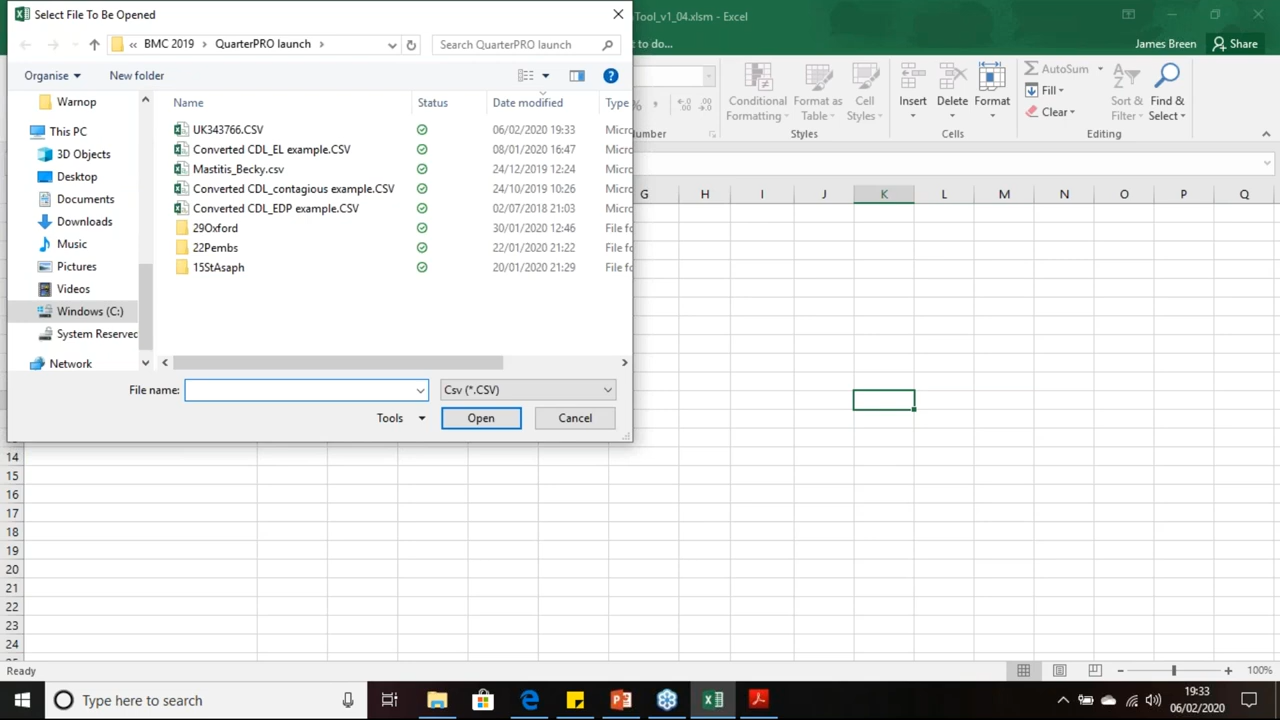 Select File To Be Opened
Tool_v1_04.xlsm - Excel
« BMC 2019 > QuarterPRO launch >
Search QuarterPRO launch
t to do...
James Breen
Share
Organise
New folder
Warnop
This PC
3D Objects
Desktop
Documents
Downloads
Music
Pictures
Videos
Windows (C:)
System Reserved
Network
Name Status Date modified Type
UK343766.CSV 06/02/2020 19:33 Micro
Converted CDL_EL example.CSV 08/01/2020 16:47 Micro
Mastitis_Becky.csv 24/12/2019 12:24 Micro
Converted CDL_contagious example.CSV 24/10/2019 10:26 Micro
Converted CDL_EDP example.CSV 02/07/2018 21:03 Micro
29Oxford 30/01/2020 12:46 File fo
22Pembs 22/01/2020 21:22 File fo
15StAsaph 20/01/2020 21:29 File fo
File name:
Csv (*.CSV)
Tools
Open
Cancel
%
Conditional Formatting
Format as Table
Cell Styles
Insert
Delete
Format
AutoSum
Fill
Clear
Sort & Filter
Find & Select
umber
Styles
Cells
Editing
G H I J K L M N O P Q
14
15
16
17
18
19
20
21
22
23
24
Ready
100%
Type here to search
19:33
06/02/2020